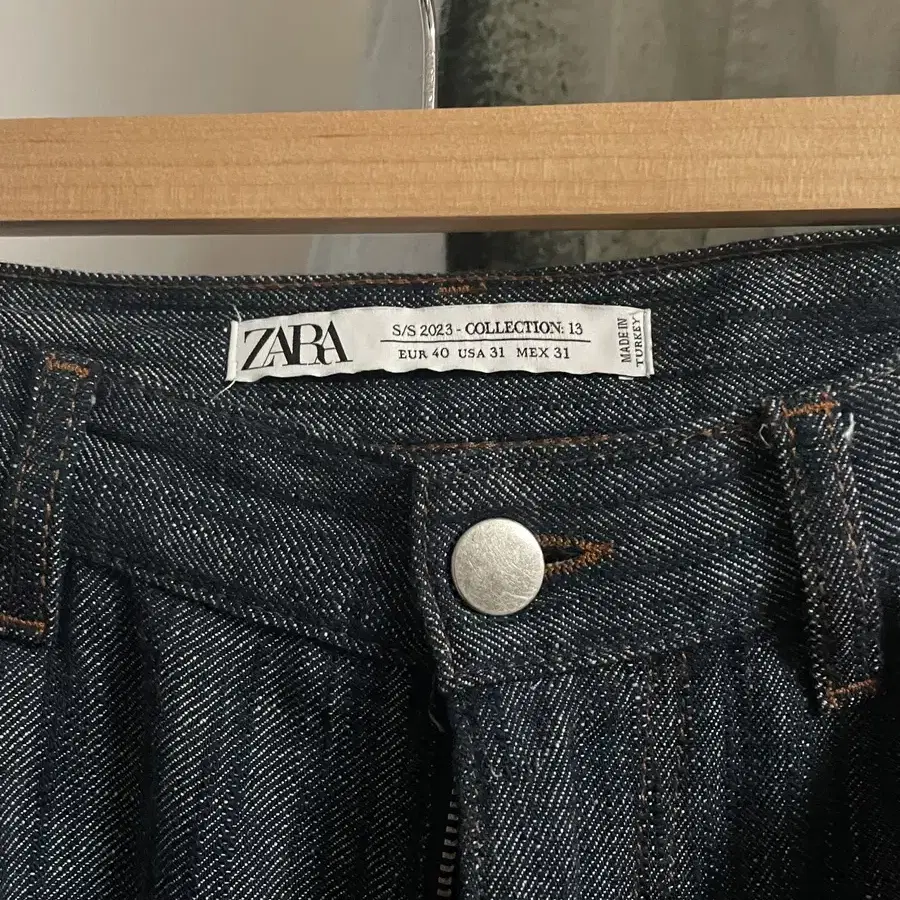 ZARA
S/S 2023 - COLLECTION: 13
EUR 40 USA 31 MEX 31
MADE IN
TURKEY